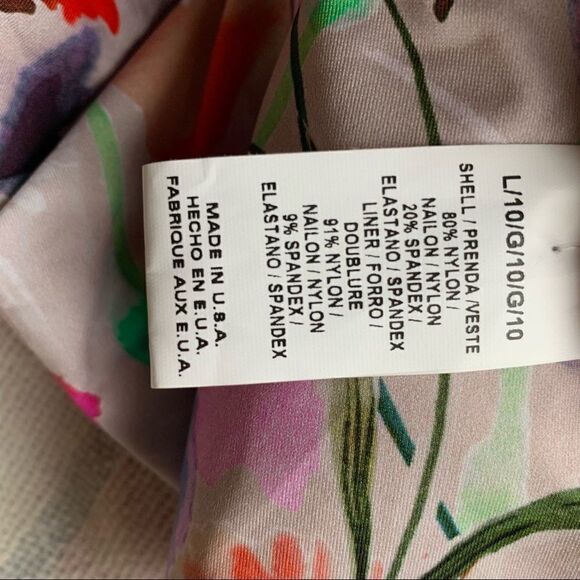 L/10/G/10/G/10
SHELL / PRENDA /VESTE
80% NYLON /
NAILON / NYLON
20% SPANDEX /
ELASTANO / SPANDEX
LINER / FORRO /
DOUBLURE
91% NYLON /
NAILON / NYLON
9% SPANDEX /
ELASTANO / SPANDEX
MADE IN U.S.A.
HECHO EN E.U.A.
FABRIQUE AUX E.U.A.